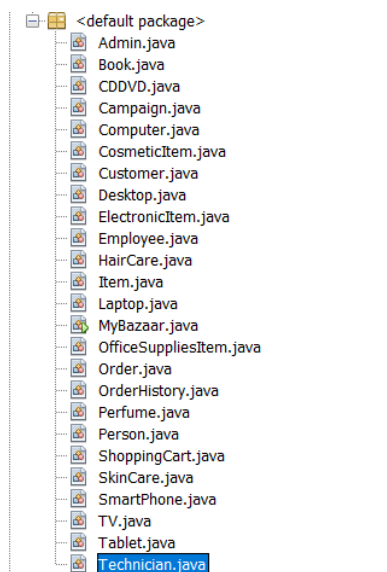 <default package>
Admin.java
Book.java
CDDVD.java
Campaign.java
Computer.java
CosmeticItem.java
Customer.java
Desktop.java
ElectronicItem.java
Employee.java
HairCare.java
Item.java
Laptop.java
MyBazaar.java
OfficeSuppliesItem.java
Order.java
OrderHistory.java
Perfume.java
Person.java
ShoppingCart.java
SkinCare.java
SmartPhone.java
TV.java
Tablet.java
Technician.java